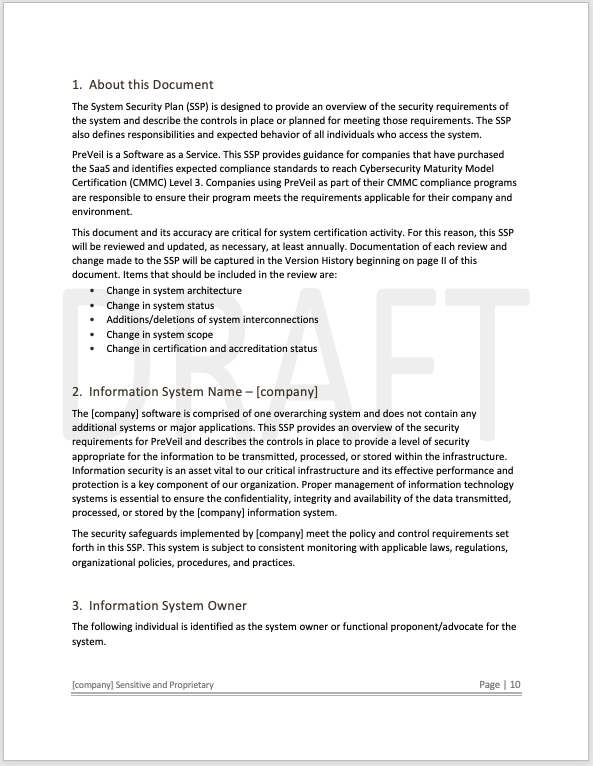 1. About this Document
The System Security Plan (SSP) is designed to provide an overview of the security requirements of
the system and describe the controls in place or planned for meeting those requirements. The SSP
also defines responsibilities and expected behavior of all individuals who access the system.
PreVeil is a Software as a Service. This SSP provides guidance for companies that have purchased
the SaaS and identifies expected compliance standards to reach Cybersecurity Maturity Model
Certification (CMMC) Level 3. Companies using PreVeil as part of their CMMC compliance programs
are responsible to ensure their program meets the requirements applicable for their company and
environment.
This document and its accuracy are critical for system certification activity. For this reason, this SSP
will be reviewed and updated, as necessary, at least annually. Documentation of each review and
change made to the SSP will be captured in the Version History beginning on page II of this
document. Items that should be included in the review are:
• Change in system architecture
• Change in system status
• Additions/deletions of system interconnections
• Change in system scope
• Change in certification and accreditation status
DRAFT
2. Information System Name – [company]
The [company] software is comprised of one overarching system and does not contain any
additional systems or major applications. This SSP provides an overview of the security
requirements for PreVeil and describes the controls in place to provide a level of security
appropriate for the information to be transmitted, processed, or stored within the infrastructure.
Information security is an asset vital to our critical infrastructure and its effective performance and
protection is a key component of our organization. Proper management of information technology
systems is essential to ensure the confidentiality, integrity and availability of the data transmitted,
processed, or stored by the [company] information system.
The security safeguards implemented by [company] meet the policy and control requirements set
forth in this SSP. This system is subject to consistent monitoring with applicable laws, regulations,
organizational policies, procedures, and practices.
3. Information System Owner
The following individual is identified as the system owner or functional proponent/advocate for the
system.
[company] Sensitive and Proprietary Page | 10